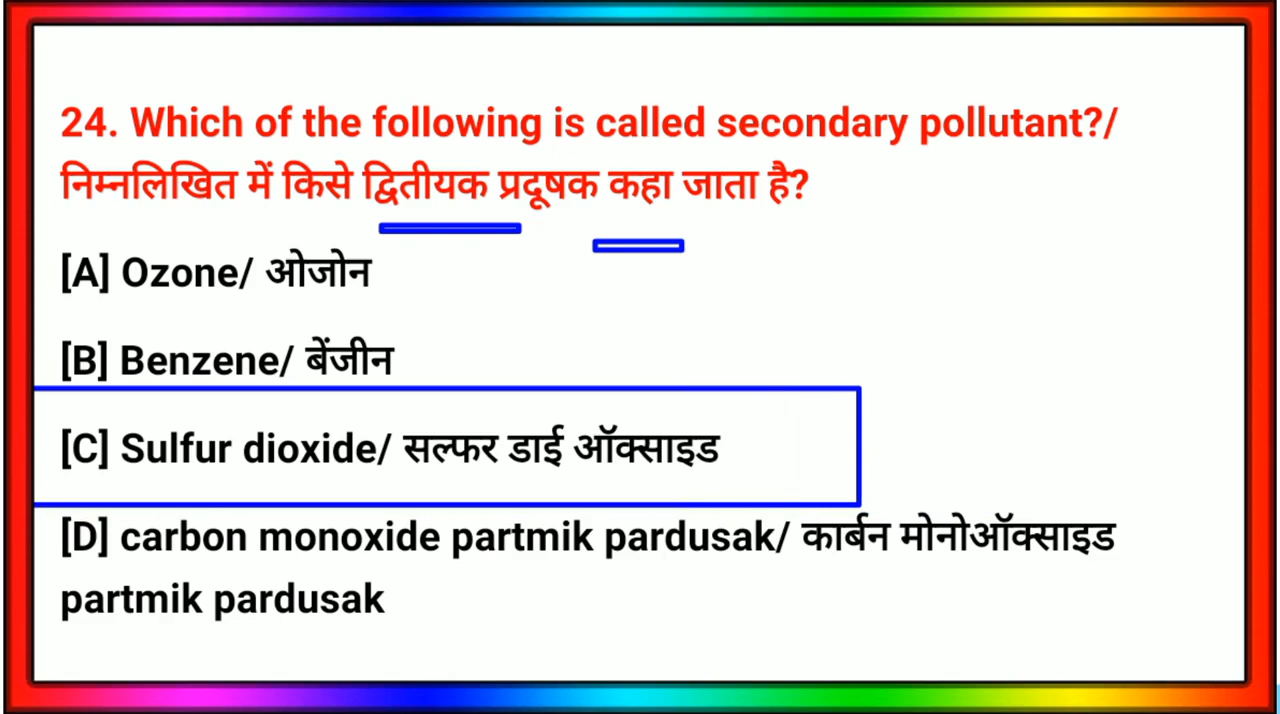 24. Which of the following is called secondary pollutant?/
निम्नलिखित में किसे द्वितीयक प्रदूषक कहा जाता है?
[A] Ozone/ ओजोन
[B] Benzene/ बेंजीन
[C] Sulfur dioxide/ सल्फर डाई ऑक्साइड
[D] carbon monoxide partmik pardusak/ कार्बन मोनोऑक्साइड
partmik pardusak